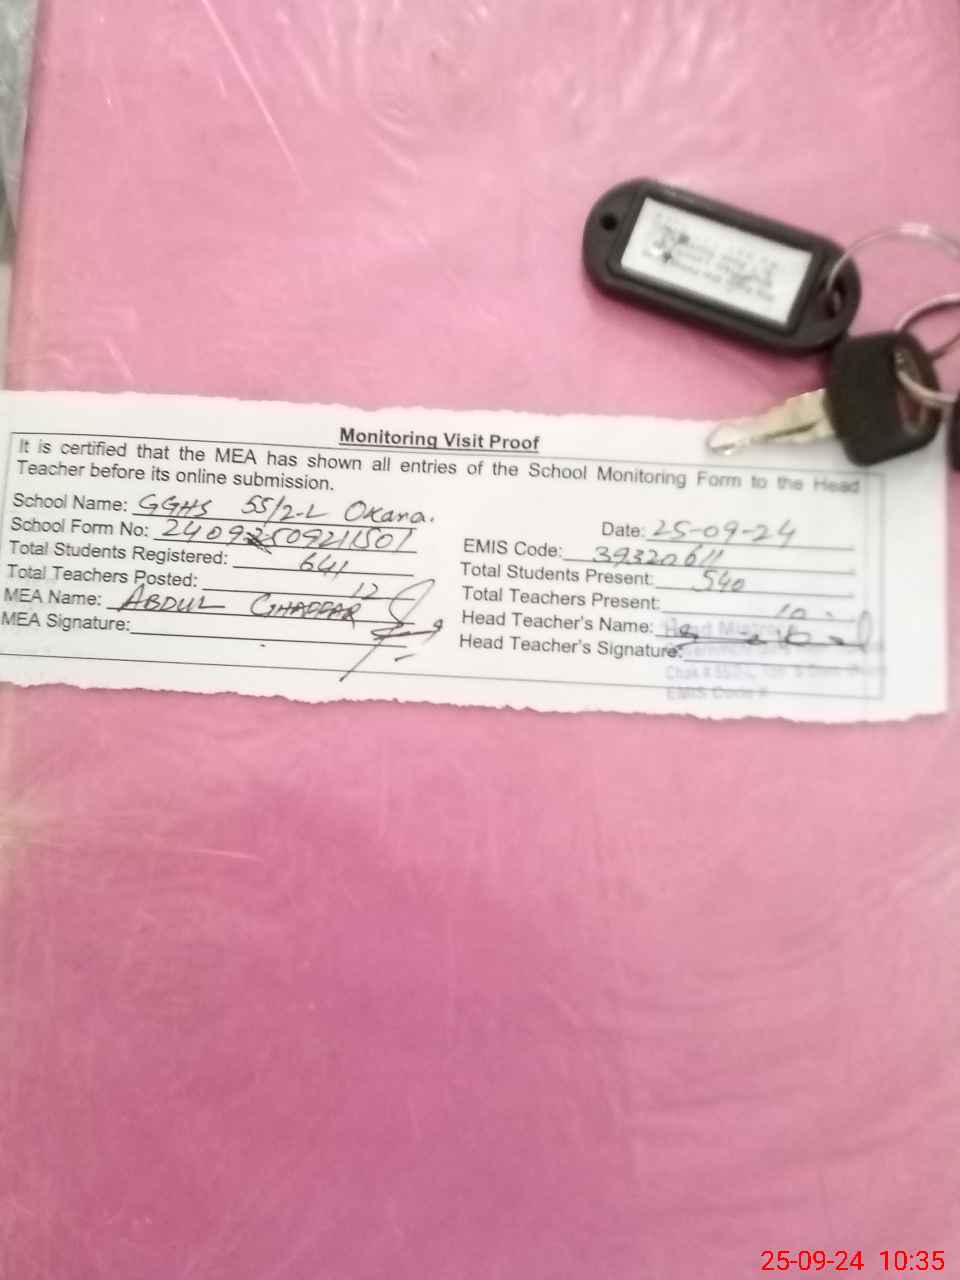 Monitoring Visit Proof
It is certified that the MEA has shown all entries of the School Monitoring Form to the Head
Teacher before its online submission.
School Name: GGHS 55/2-L Okara.
Date: 25-09-24
School Form No:
EMIS Code: 39320611
Total Students Registered: 641
Total Students Present: 540
Total Teachers Posted: 12
Total Teachers Present: 10
MEA Name: ABDUL GHAFFAR
Head Teacher's Name:
MEA Signature:
Head Teacher's Signature:
Head
EMIS Code #
25-09-24 10:35